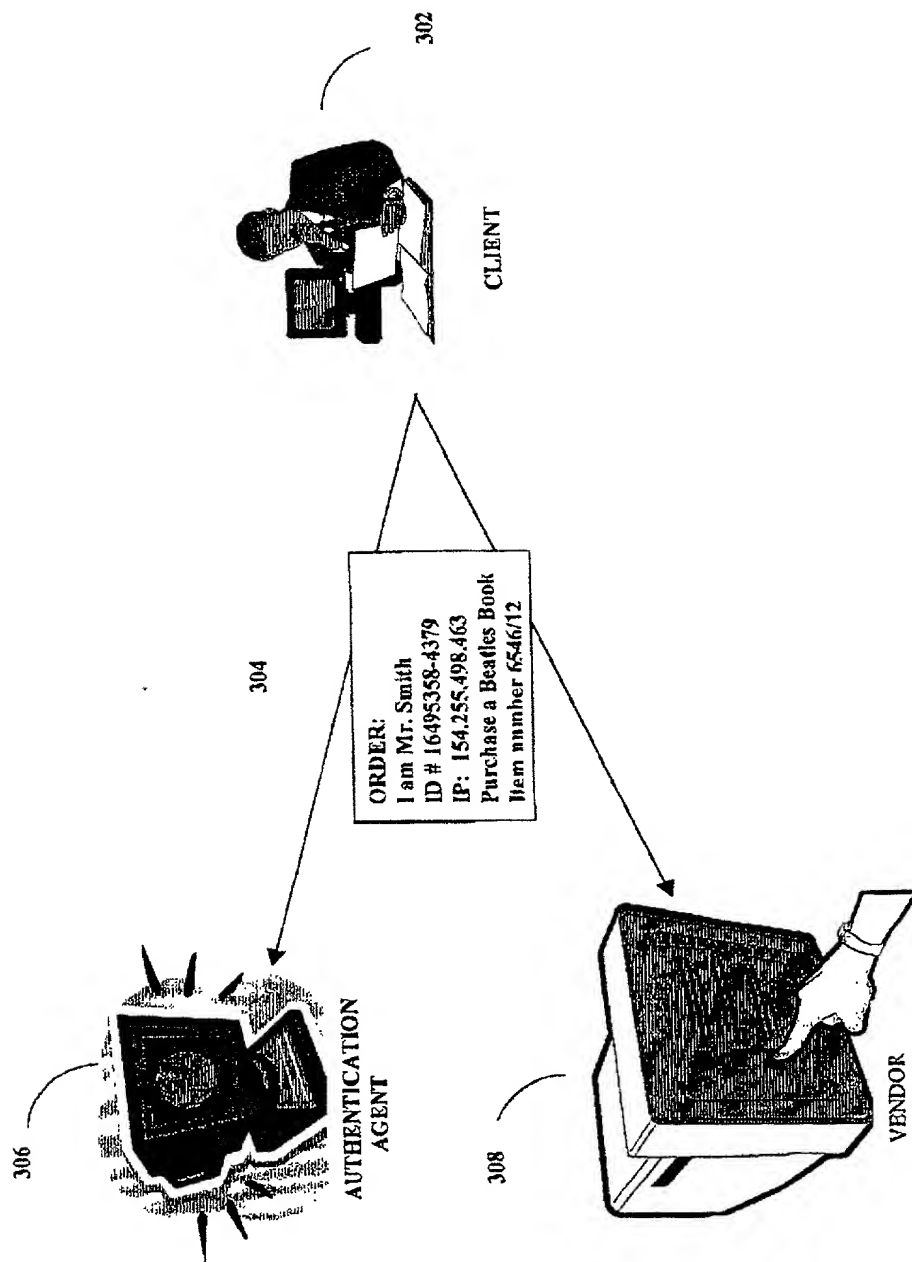 302
CLIENT
304
ORDER:
I am Mr. Smith
ID # 16495358-4379
IP: 154.255.498.463
Purchase a Beatles Book
Item number 6546/12
306
AUTHENTICATION
AGENT
308
VENDOR